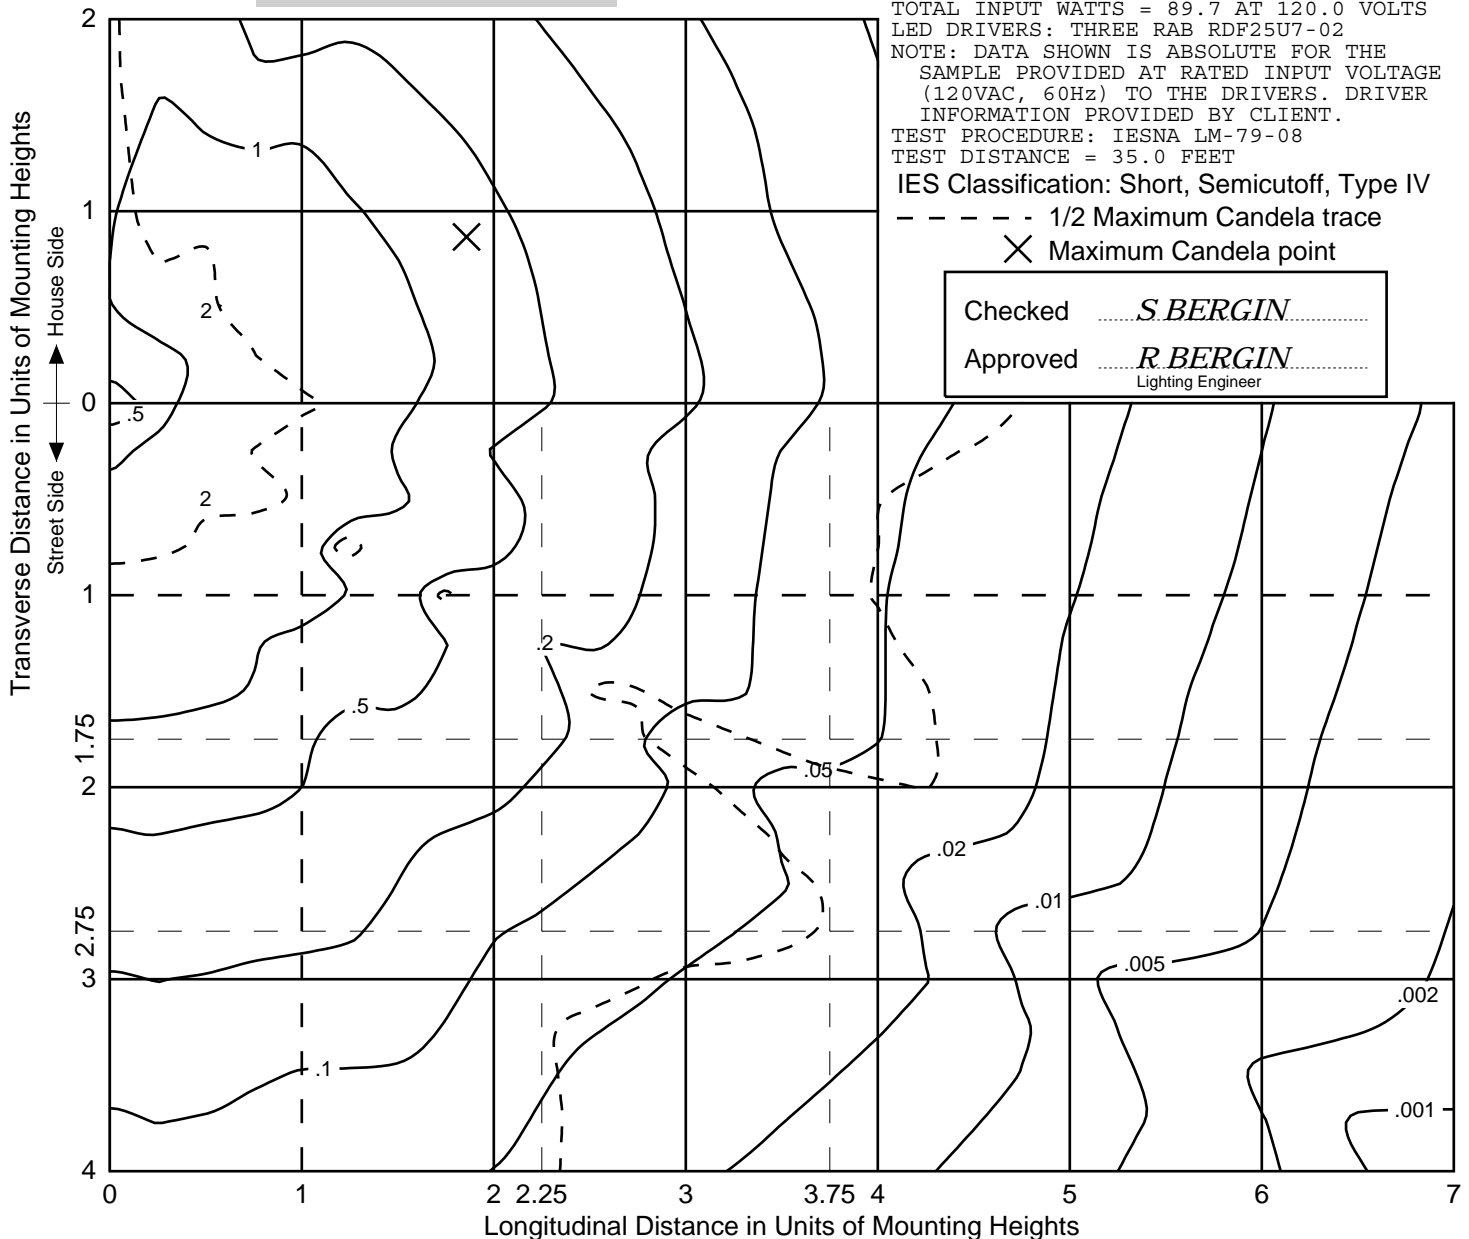 TOTAL INPUT WATTS = 89.7 AT 120.0 VOLTS
LED DRIVERS: THREE RAB RDF25U7-02
NOTE: DATA SHOWN IS ABSOLUTE FOR THE
SAMPLE PROVIDED AT RATED INPUT VOLTAGE
(120VAC, 60Hz) TO THE DRIVERS. DRIVER
INFORMATION PROVIDED BY CLIENT.
TEST PROCEDURE: IESNA LM-79-08
TEST DISTANCE = 35.0 FEET
IES Classification: Short, Semicutoff, Type IV
1/2 Maximum Candela trace
Maximum Candela point
Checked S BERGIN
Approved R BERGIN
Lighting Engineer
Transverse Distance in Units of Mounting Heights
Street Side House Side
2
1
0
1
1.75
2
2.75
3
4
1
2
.5
2
.2
.5
.05
.02
.01
.005
.002
.1
.001
0 1 2 2.25 3 3.75 4 5 6 7
Longitudinal Distance in Units of Mounting Heights